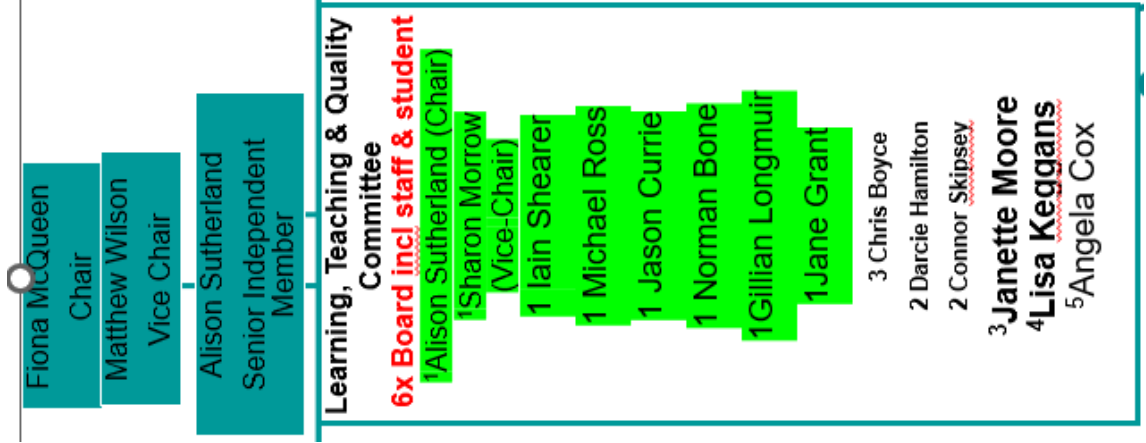 Fiona McQueen
Chair
Matthew Wilson
Vice Chair
Alison Sutherland
Senior Independent
Member
Learning, Teaching & Quality
Committee
6x Board incl staff & student
¹Alison Sutherland (Chair)
¹Sharon Morrow
(Vice-Chair)
1 Iain Shearer
1 Michael Ross
1 Jason Currie
1 Norman Bone
1Gillian Longmuir
1Jane Grant
3 Chris Boyce
2 Darcie Hamilton
2 Connor Skipsey
³Janette Moore
⁴Lisa Keggans
⁵Angela Cox